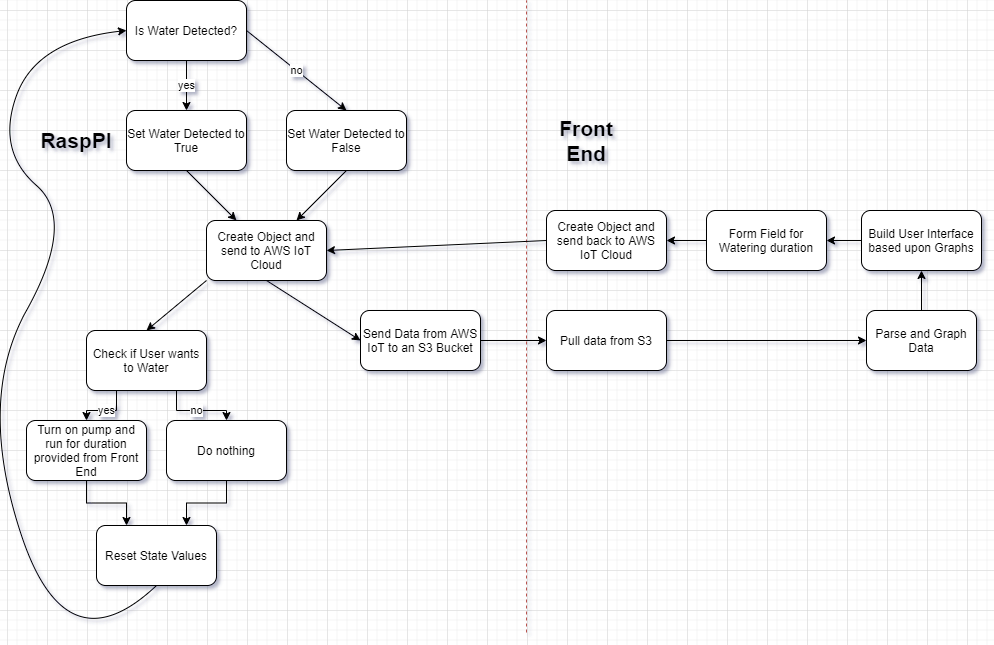 Is Water Detected?
yes
no
RaspPI
Set Water Detected to
True
Set Water Detected to
False
Front
End
Create Object and
send to AWS IoT
Cloud
Create Object and
send back to AWS
IoT Cloud
Form Field for
Watering duration
Build User Interface
based upon Graphs
Check if User wants
to Water
Send Data from AWS
IoT to an S3 Bucket
Pull data from S3
Parse and Graph
Data
yes
no
Turn on pump and
run for duration
provided from Front
End
Do nothing
Reset State Values